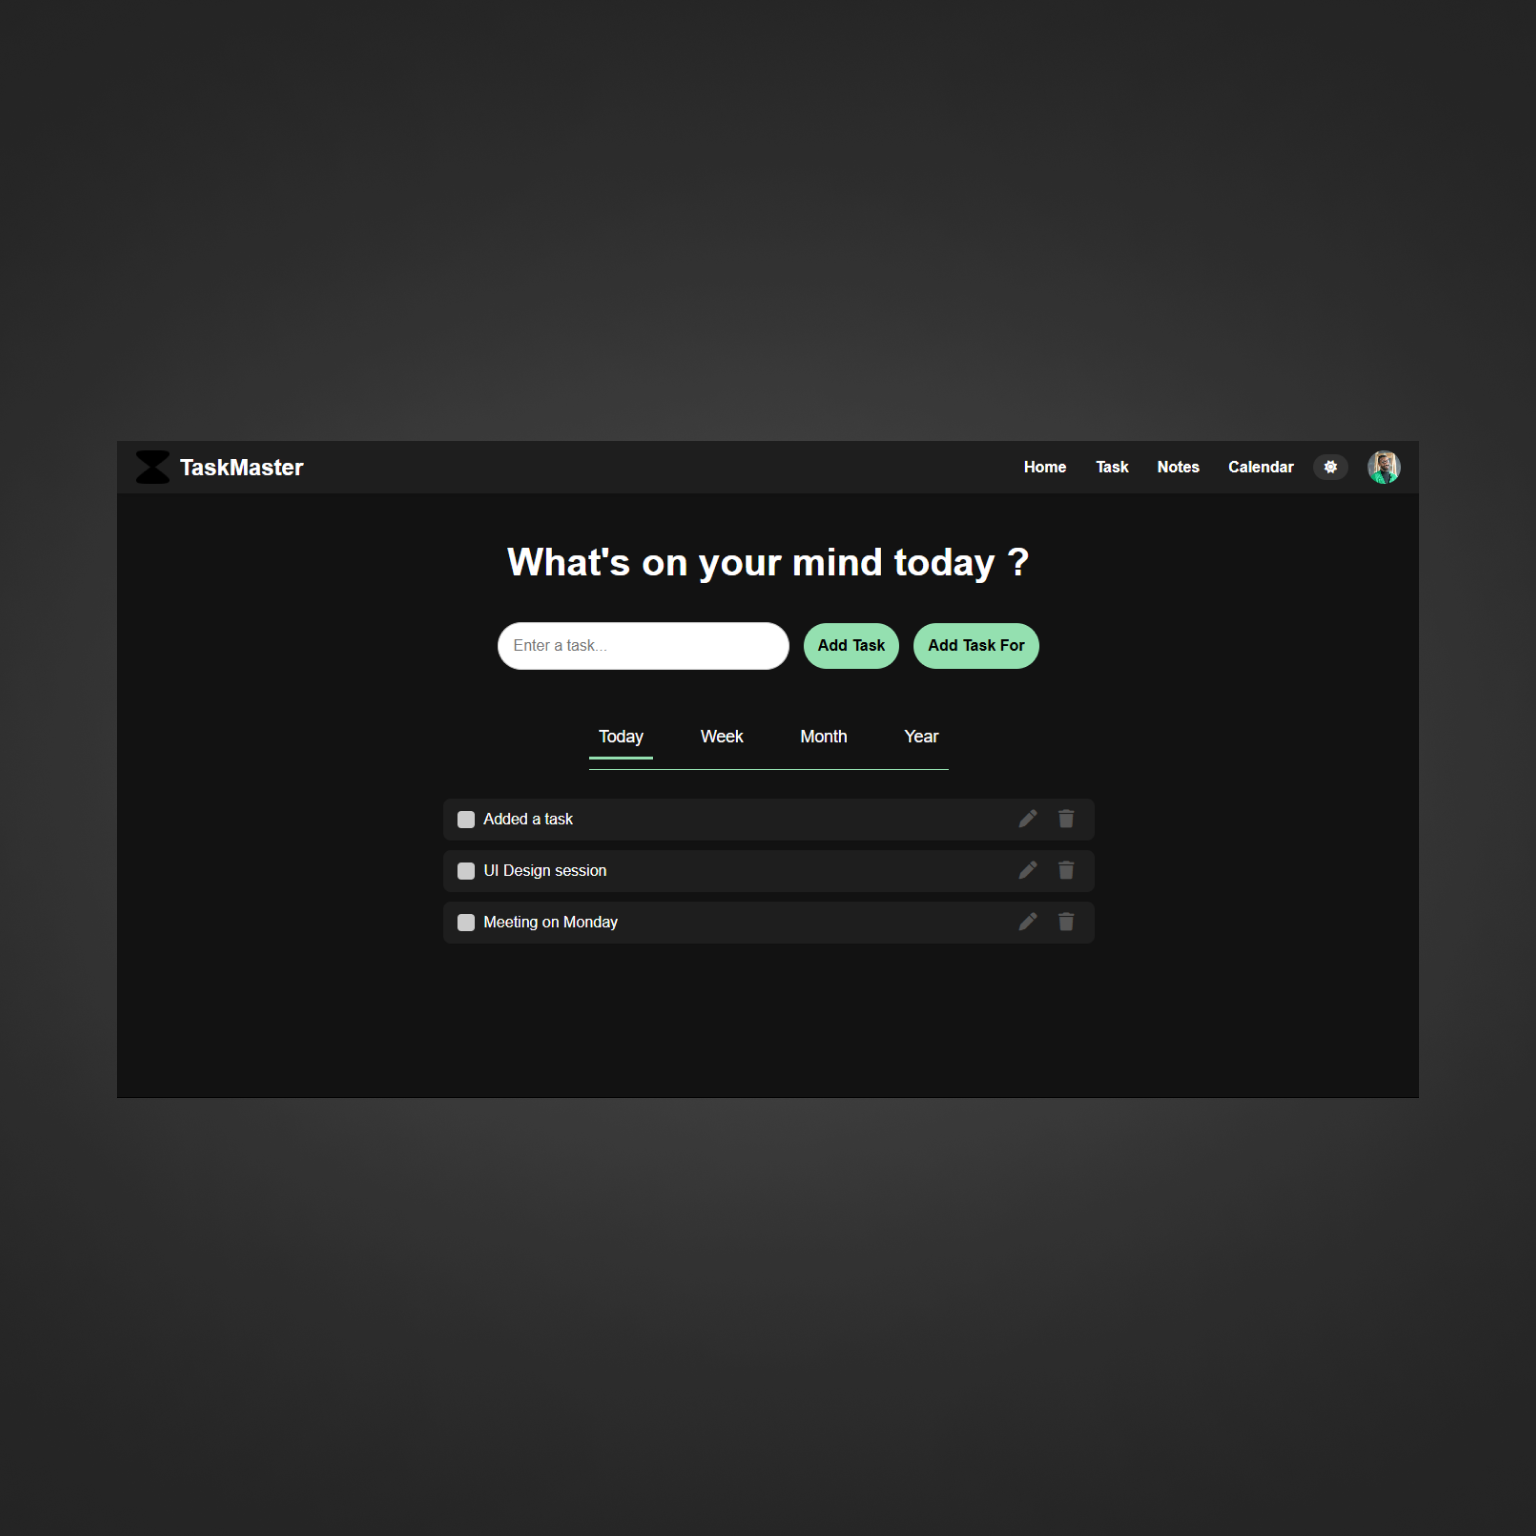 TaskMaster
Home Task Notes Calendar
What's on your mind today ?
Enter a task... Add Task Add Task For
Today Week Month Year
Added a task
UI Design session
Meeting on Monday